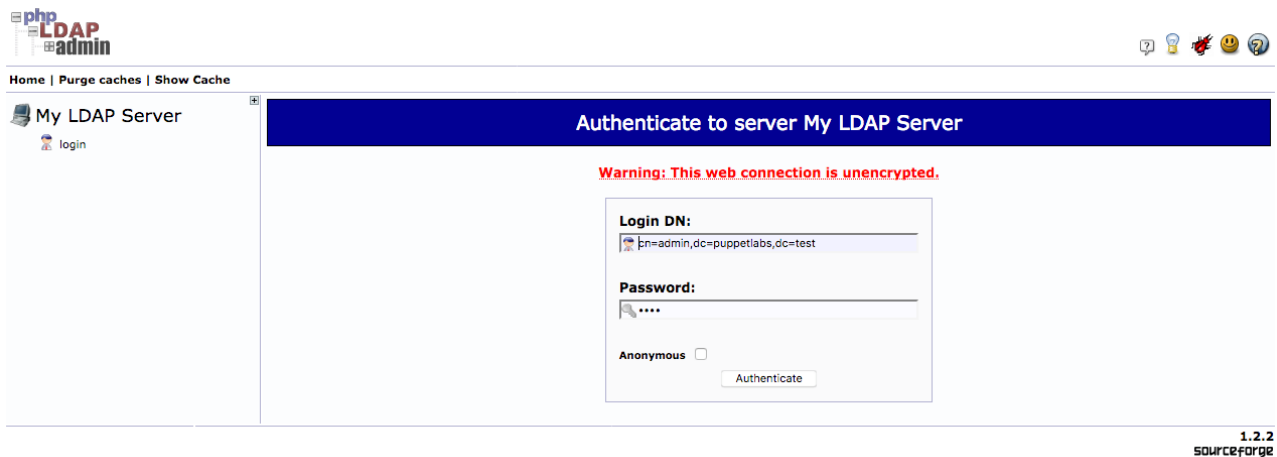 php
LDAP
admin
Home | Purge caches | Show Cache
My LDAP Server
login
Authenticate to server My LDAP Server
Warning: This web connection is unencrypted.
Login DN:
cn=admin,dc=puppetlabs,dc=test
Password:
••••
Anonymous
Authenticate
1.2.2
sourceforge